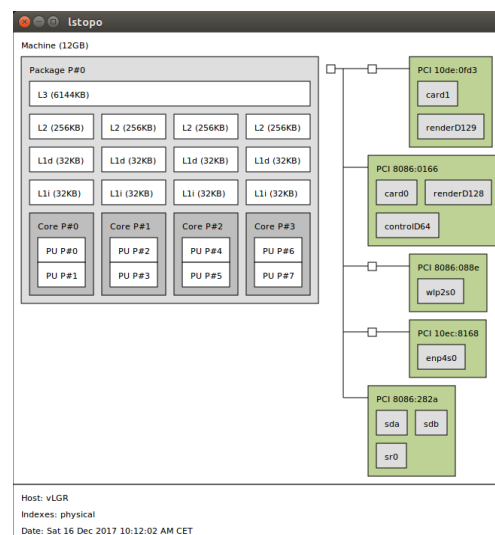 lstopo
Machine (12GB)
Package P#0
L3 (6144KB)
L2 (256KB) L2 (256KB) L2 (256KB) L2 (256KB)
L1d (32KB) L1d (32KB) L1d (32KB) L1d (32KB)
L1i (32KB) L1i (32KB) L1i (32KB) L1i (32KB)
Core P#0 Core P#1 Core P#2 Core P#3
PU P#0 PU P#2 PU P#4 PU P#6
PU P#1 PU P#3 PU P#5 PU P#7
PCI 10de:0fd3
card1
renderD129
PCI 8086:0166
card0 renderD128
controlD64
PCI 8086:088e
wlp2s0
PCI 10ec:8168
enp4s0
PCI 8086:282a
sda sdb
sr0
Host: vLGR
Indexes: physical
Date: Sat 16 Dec 2017 10:12:02 AM CET